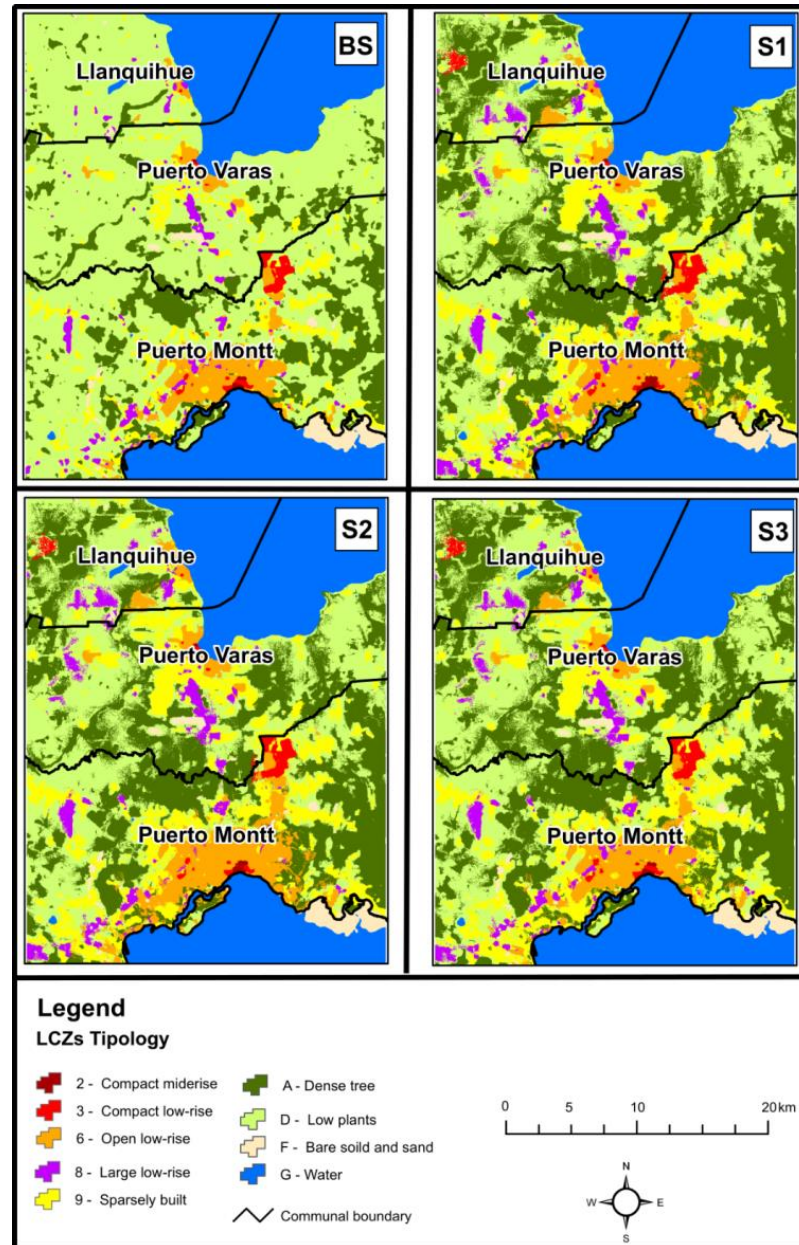 BS
Llanquihue
Puerto Varas
Puerto Montt
S1
Llanquihue
Puerto Varas
Puerto Montt
S2
Llanquihue
Puerto Varas
Puerto Montt
S3
Llanquihue
Puerto Varas
Puerto Montt
Legend
LCZs Tipology
2 - Compact miderise
3 - Compact low-rise
6 - Open low-rise
8 - Large low-rise
9 - Sparsely built
A - Dense tree
D - Low plants
F - Bare soild and sand
G - Water
Communal boundary
0 5 10 20 km
N
W E
S